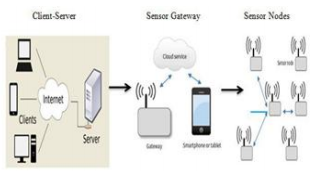 Client-Server
Sensor Gateway
Sensor Nodes
Cloud service
Sensor node
Internet
Clients
Server
Gateway
Smartphone or tablet